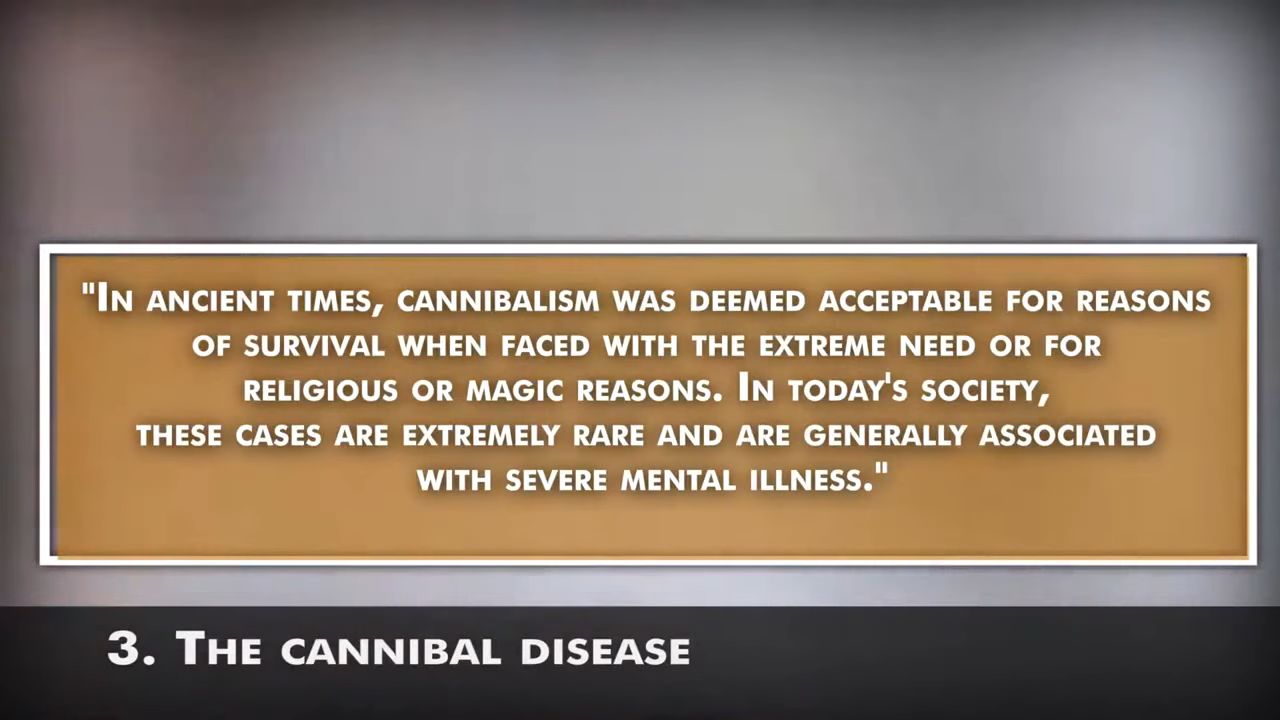 "In ancient times, cannibalism was deemed acceptable for reasons
of survival when faced with the extreme need or for
religious or magic reasons. In today's society,
these cases are extremely rare and are generally associated
with severe mental illness."
3. The cannibal disease